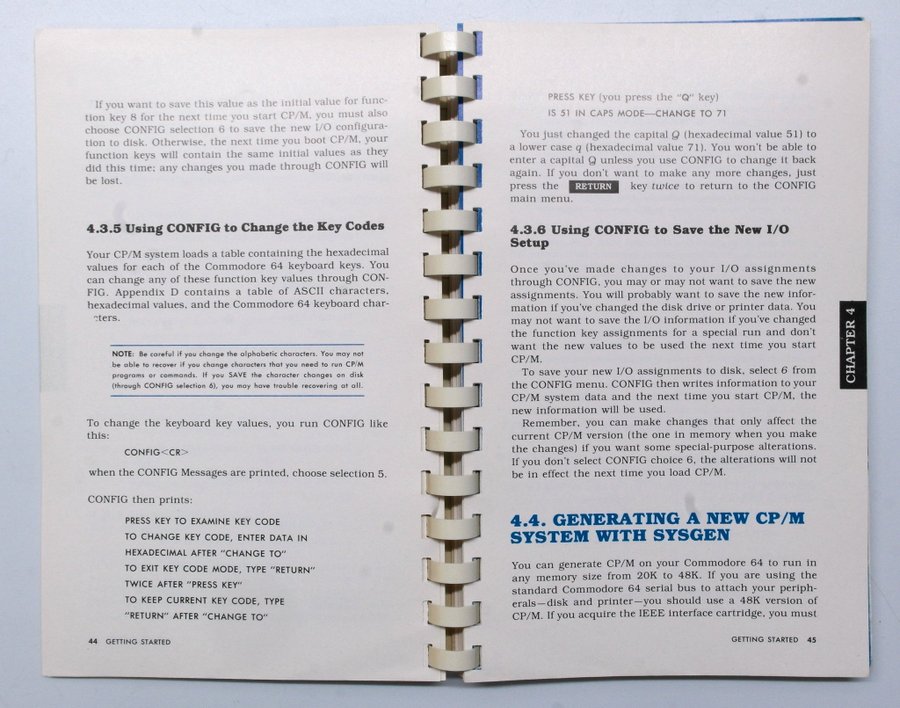 If you want to save this value as the initial value for func-
tion key 8 for the next time you start CP/M, you must also
choose CONFIG selection 6 to save the new I/O configura-
tion to disk. Otherwise, the next time you boot CP/M, your
function keys will contain the same initial values as they
did this time; any changes you made through CONFIG will
be lost.
4.3.5 Using CONFIG to Change the Key Codes
Your CP/M system loads a table containing the hexadecimal
values for each of the Commodore 64 keyboard keys. You
can change any of these function key values through CON-
FIG. Appendix D contains a table of ASCII characters,
hexadecimal values, and the Commodore 64 keyboard char-
acters.
NOTE: Be careful if you change the alphabetic characters. You may not
be able to recover if you change characters that you need to run CP/M
programs or commands. If you SAVE the character changes on disk
(through CONFIG selection 6), you may have trouble recovering at all.
To change the keyboard key values, you run CONFIG like
this:
CONFIG<CR>
when the CONFIG Messages are printed, choose selection 5.
CONFIG then prints:
PRESS KEY TO EXAMINE KEY CODE
TO CHANGE KEY CODE, ENTER DATA IN
HEXADECIMAL AFTER "CHANGE TO"
TO EXIT KEY CODE MODE, TYPE "RETURN"
TWICE AFTER "PRESS KEY"
TO KEEP CURRENT KEY CODE, TYPE
"RETURN" AFTER "CHANGE TO"
44 GETTING STARTED
PRESS KEY (you press the "Q" key)
IS 51 IN CAPS MODE—CHANGE TO 71
You just changed the capital Q (hexadecimal value 51) to
a lower case q (hexadecimal value 71). You won't be able to
enter a capital Q unless you use CONFIG to change it back
again. If you don't want to make any more changes, just
press the RETURN key twice to return to the CONFIG
main menu.
4.3.6 Using CONFIG to Save the New I/O
Setup
Once you've made changes to your I/O assignments
through CONFIG, you may or may not want to save the new
assignments. You will probably want to save the new infor-
mation if you've changed the disk drive or printer data. You
may not want to save the I/O information if you've changed
the function key assignments for a special run and don't
want the new values to be used the next time you start
CP/M.
To save your new I/O assignments to disk, select 6 from
the CONFIG menu. CONFIG then writes information to your
CP/M system data and the next time you start CP/M, the
new information will be used.
Remember, you can make changes that only affect the
current CP/M version (the one in memory when you make
the changes) if you want some special-purpose alterations.
If you don't select CONFIG choice 6, the alterations will not
be in effect the next time you load CP/M.
4.4. GENERATING A NEW CP/M
SYSTEM WITH SYSGEN
You can generate CP/M on your Commodore 64 to run in
any memory size from 20K to 48K. If you are using the
standard Commodore 64 serial bus to attach your periph-
erals—disk and printer—you should use a 48K version of
CP/M. If you acquire the IEEE interface cartridge, you must
GETTING STARTED 45
CHAPTER 4